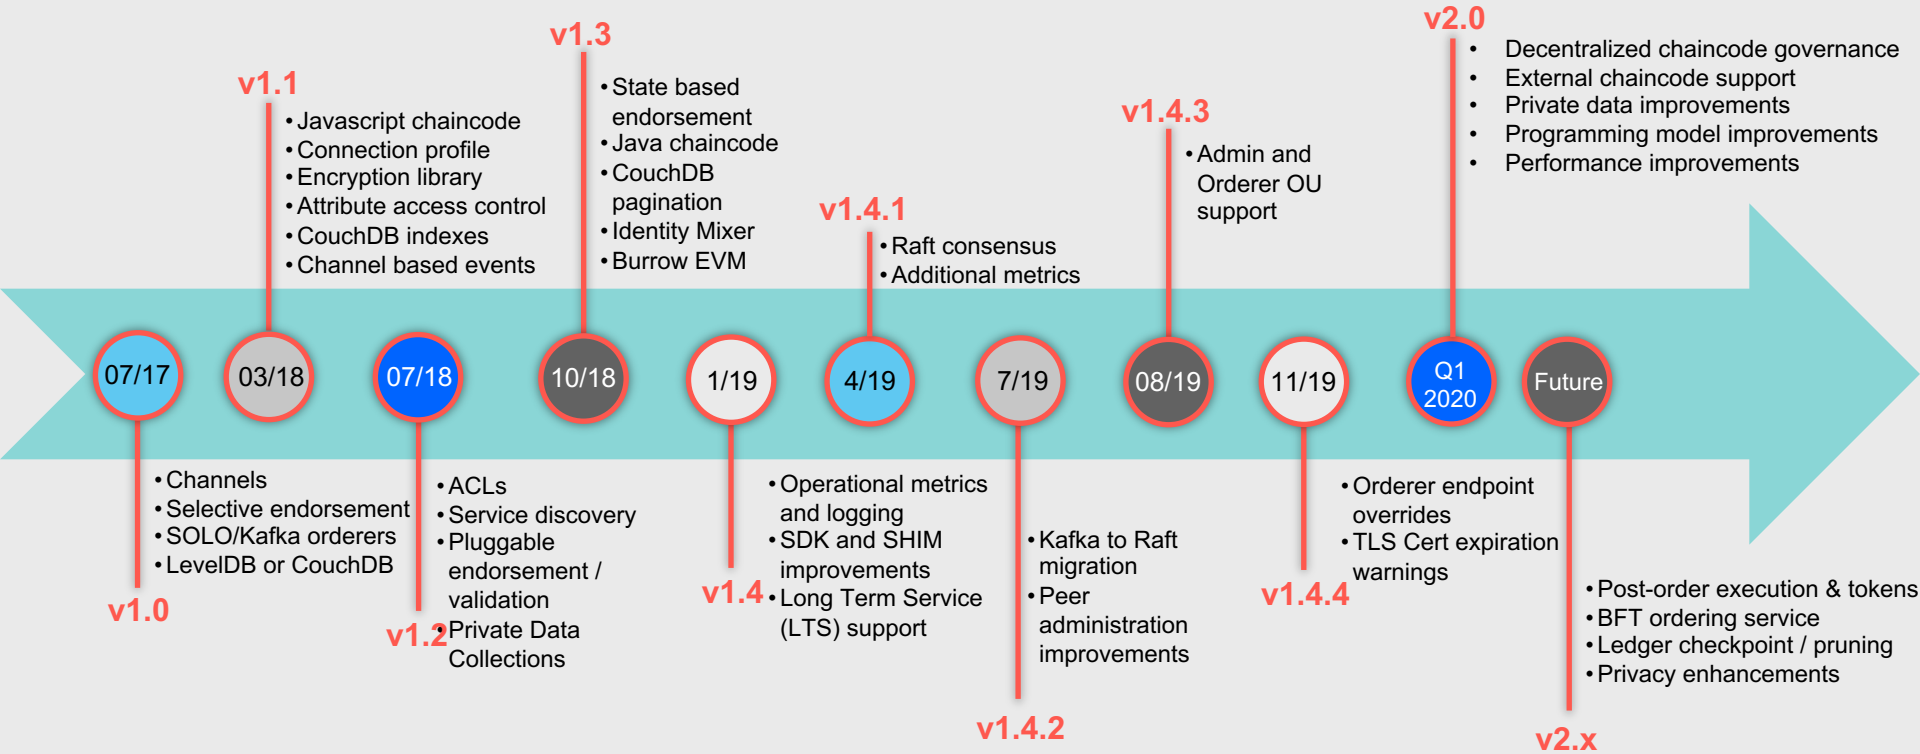 v1.1
• Javascript chaincode
• Connection profile
• Encryption library
• Attribute access control
• CouchDB indexes
• Channel based events
v1.3
• State based
endorsement
• Java chaincode
• CouchDB
pagination
• Identity Mixer
• Burrow EVM
v1.4.1
• Raft consensus
• Additional metrics
v1.4.3
• Admin and
Orderer OU
support
v2.0
• Decentralized chaincode governance
• External chaincode support
• Private data improvements
• Programming model improvements
• Performance improvements
07/17
03/18
07/18
10/18
1/19
4/19
7/19
08/19
11/19
Q1
2020
Future
• Channels
• Selective endorsement
• SOLO/Kafka orderers
• LevelDB or CouchDB
v1.0
• ACLs
• Service discovery
• Pluggable
endorsement /
validation
• Private Data
Collections
v1.2
• Operational metrics
and logging
• SDK and SHIM
improvements
• Long Term Service
(LTS) support
v1.4
• Kafka to Raft
migration
• Peer
administration
improvements
v1.4.2
• Orderer endpoint
overrides
• TLS Cert expiration
warnings
v1.4.4
• Post-order execution & tokens
• BFT ordering service
• Ledger checkpoint / pruning
• Privacy enhancements
v2.x